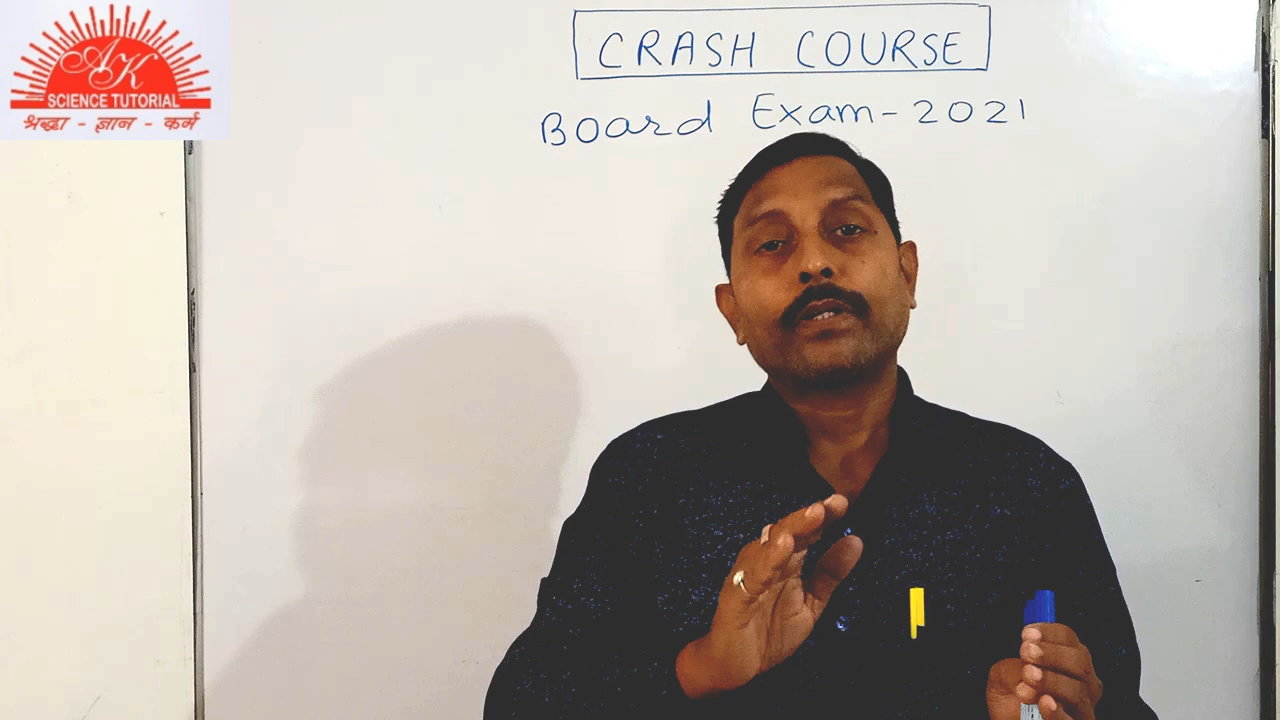 AK
SCIENCE TUTORIAL
श्रद्धा - ज्ञान - कर्म
CRASH COURSE
Board Exam-2021